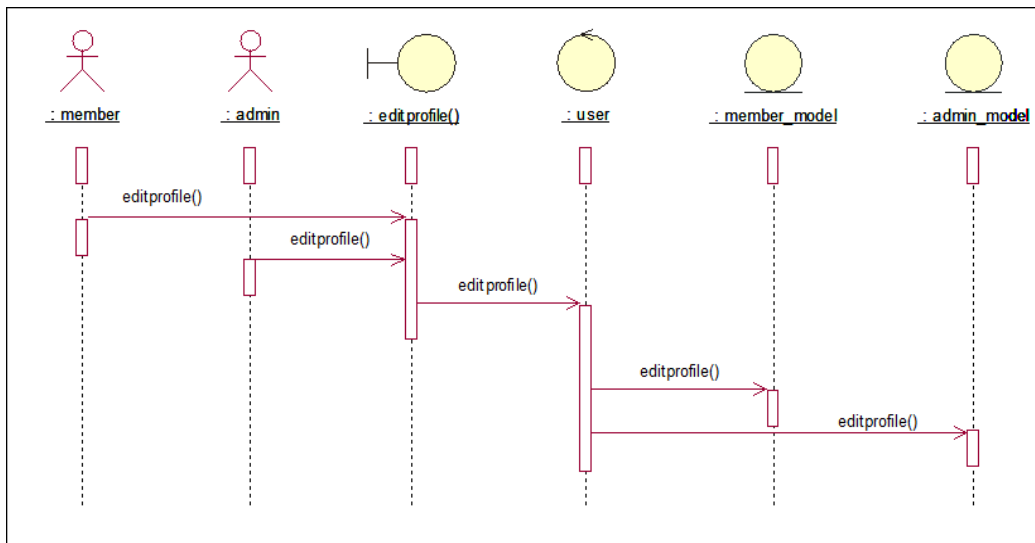 : member
: admin
: editprofile()
: user
: member_model
: admin_model
editprofile()
editprofile()
editprofile()
editprofile()
editprofile()